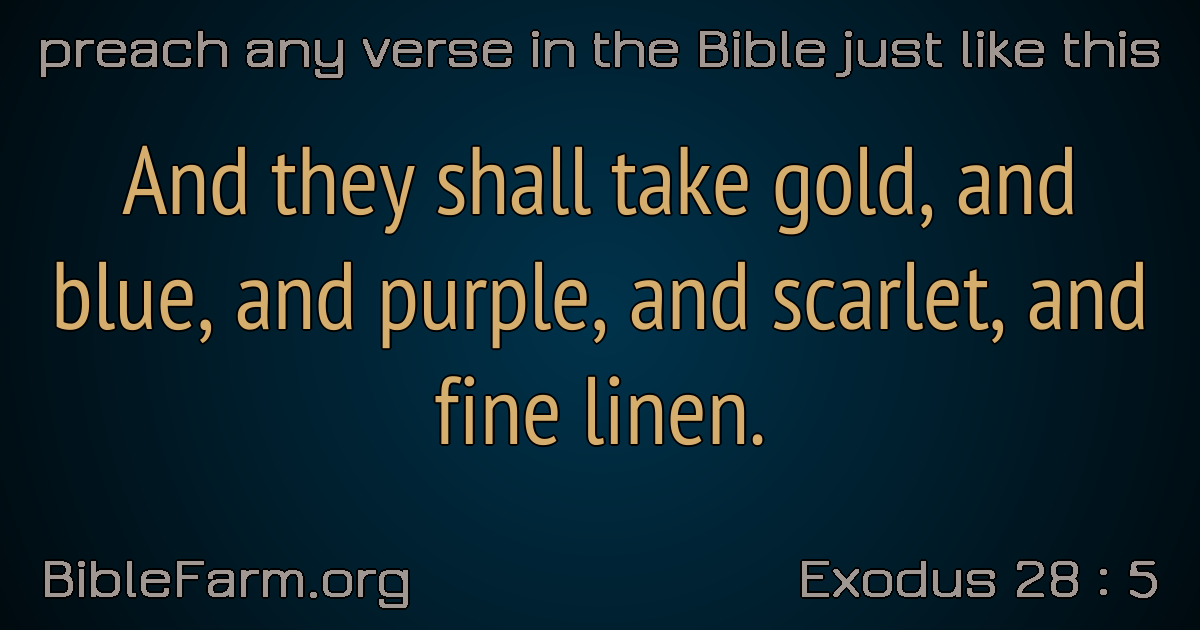 preach any verse in the Bible just like this
And they shall take gold, and
blue, and purple, and scarlet, and
fine linen.
BibleFarm.org
Exodus 28 : 5